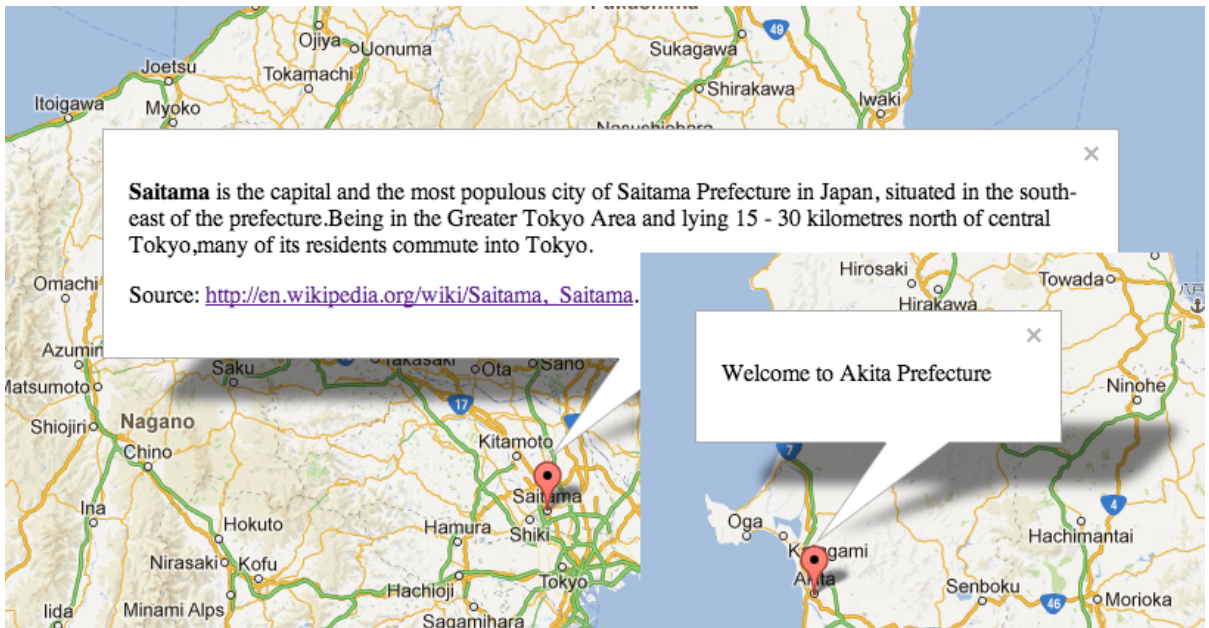 49
Ojiya
Uonuma
Sukagawa
Joetsu
Tokamachi
Shirakawa
Itoigawa
Myoko
Iwaki
Nasushiobara
×
Saitama is the capital and the most populous city of Saitama Prefecture in Japan, situated in the south-
east of the prefecture.Being in the Greater Tokyo Area and lying 15 - 30 kilometres north of central
Tokyo,many of its residents commute into Tokyo.
Source: http://en.wikipedia.org/wiki/Saitama,_Saitama.
Omachi
Azumin
Matsumoto
Shiojiri
Nagano
Chino
Saku
Takasaki
Ota
Sano
17
Kitamoto
Saitama
Shiki
Ina
Hokuto
Hamura
Nirasaki
Kofu
Hachioji
Tokyo
Iida
Minami Alps
Sagamihara
Hirosaki
Towada
Hirakawa
八戸
×
Welcome to Akita Prefecture
Ninohe
7
4
Oga
Hachimantai
Akita
Senboku
46
Morioka